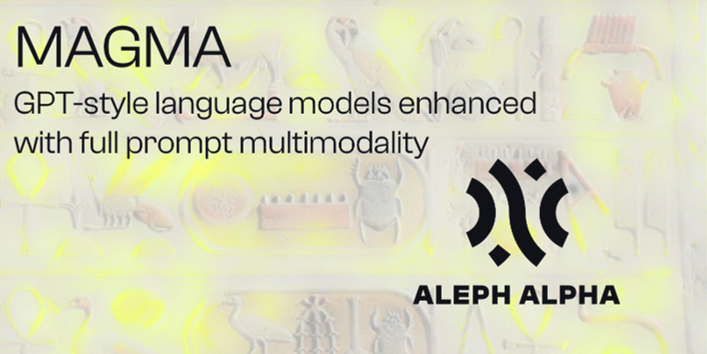 MAGMA
GPT-style language models enhanced
with full prompt multimodality
ALEPH ALPHA